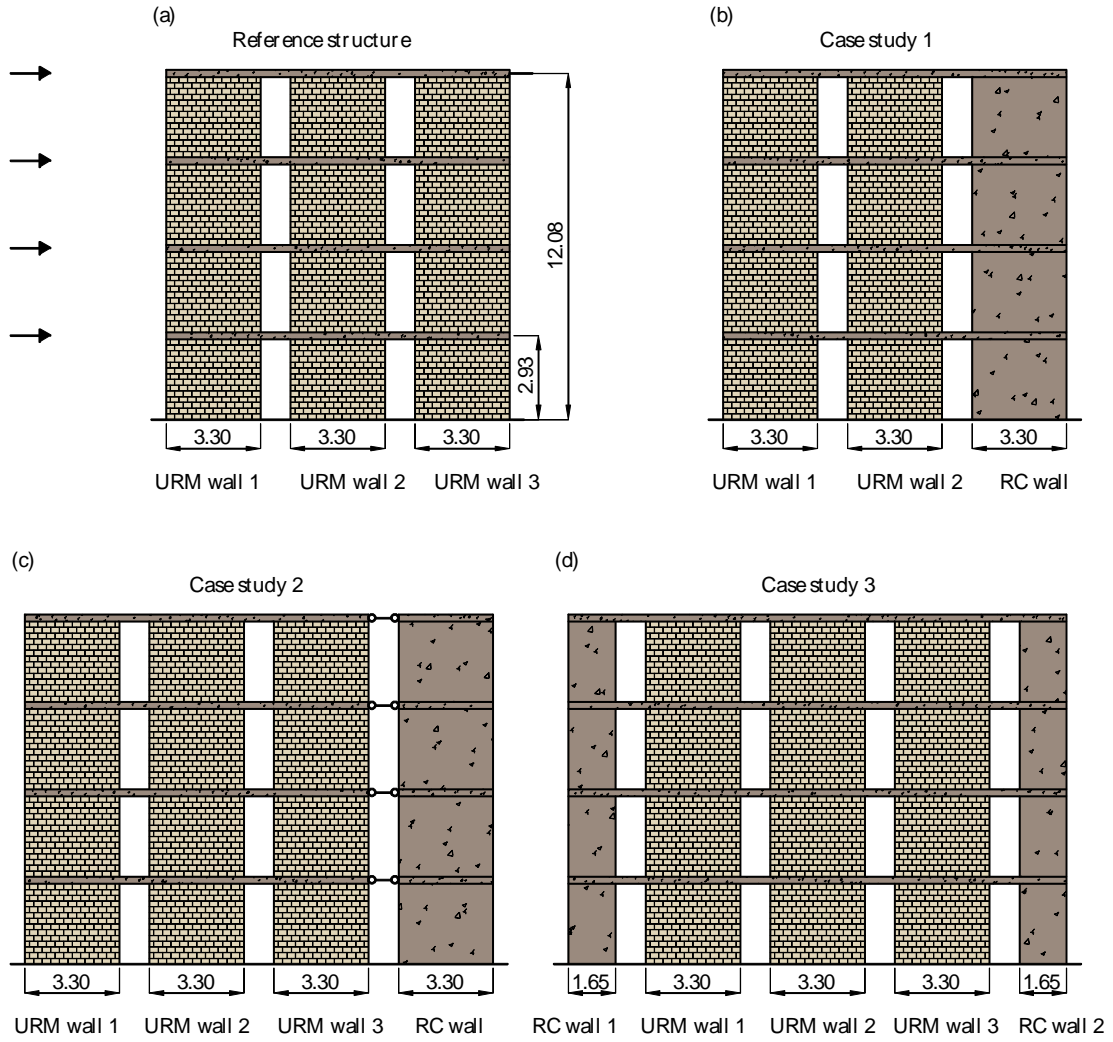 (a)
Reference structure
2.93
12.08
3.30 3.30 3.30
URM wall 1 URM wall 2 URM wall 3
(b)
Case study 1
3.30 3.30 3.30
URM wall 1 URM wall 2 RC wall
(c)
Case study 2
3.30 3.30 3.30 3.30
URM wall 1 URM wall 2 URM wall 3 RC wall
(d)
Case study 3
1.65 3.30 3.30 3.30 1.65
RC wall 1 URM wall 1 URM wall 2 URM wall 3 RC wall 2